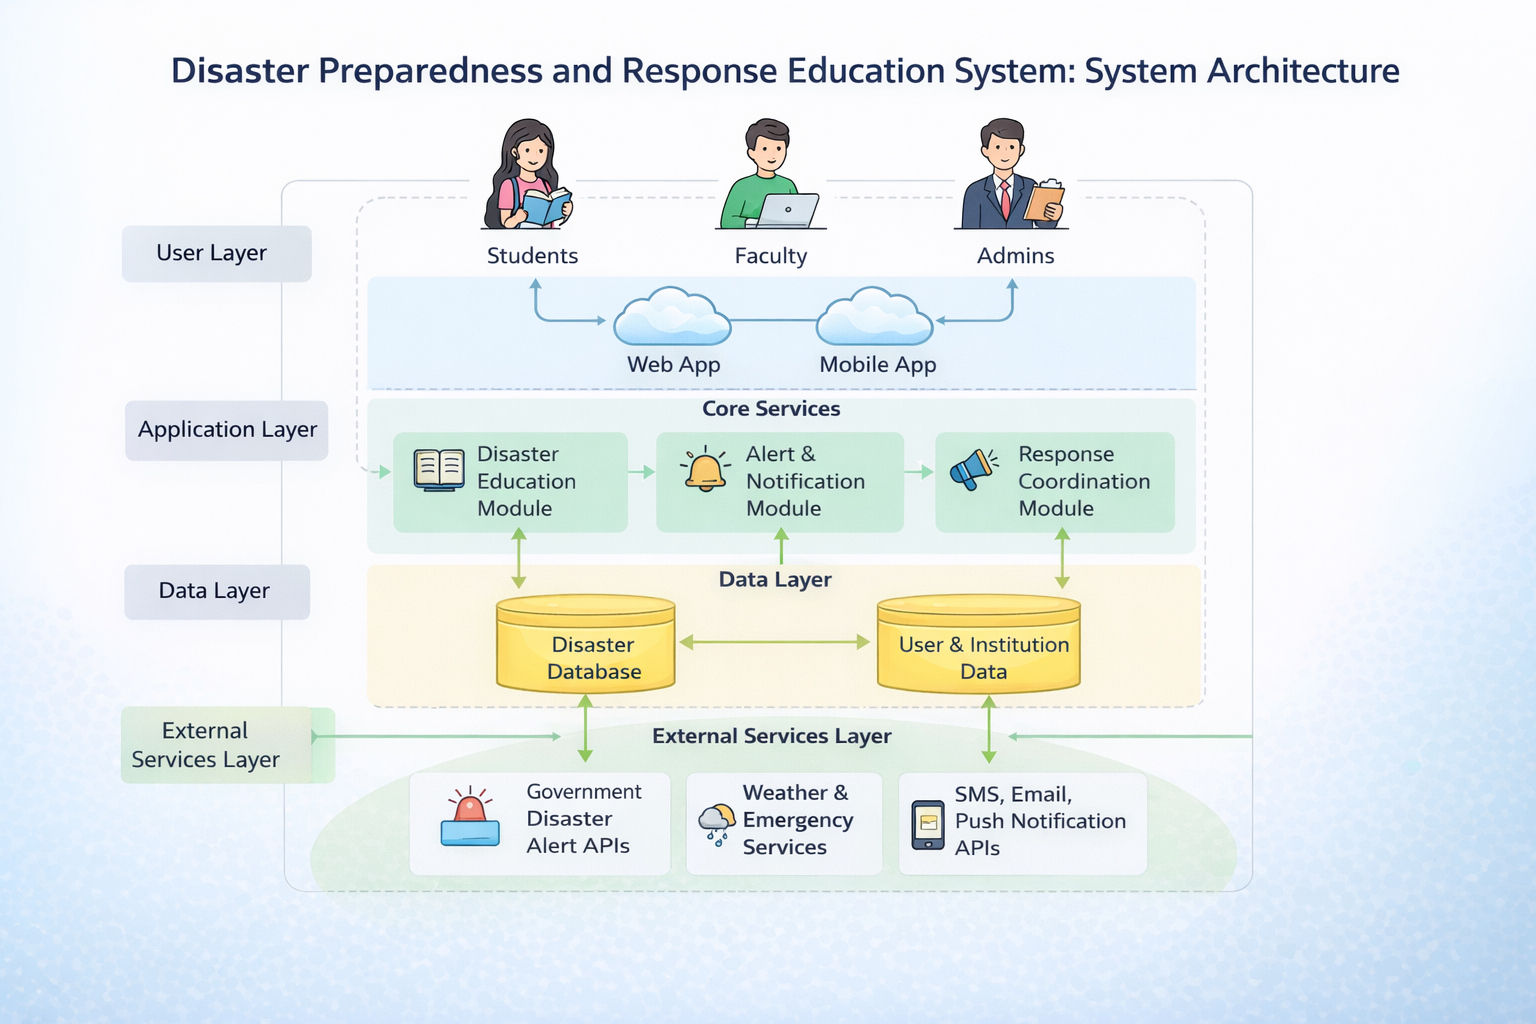 Disaster Preparedness and Response Education System: System Architecture
Students
Faculty
Admins
User Layer
Web App
Mobile App
Application Layer
Core Services
Disaster
Education
Module
Alert &
Notification
Module
Response
Coordination
Module
Data Layer
Data Layer
Disaster
Database
User & Institution
Data
External
Services Layer
External Services Layer
Government
Disaster
Alert APIs
Weather &
Emergency
Services
SMS, Email,
Push Notification
APIs